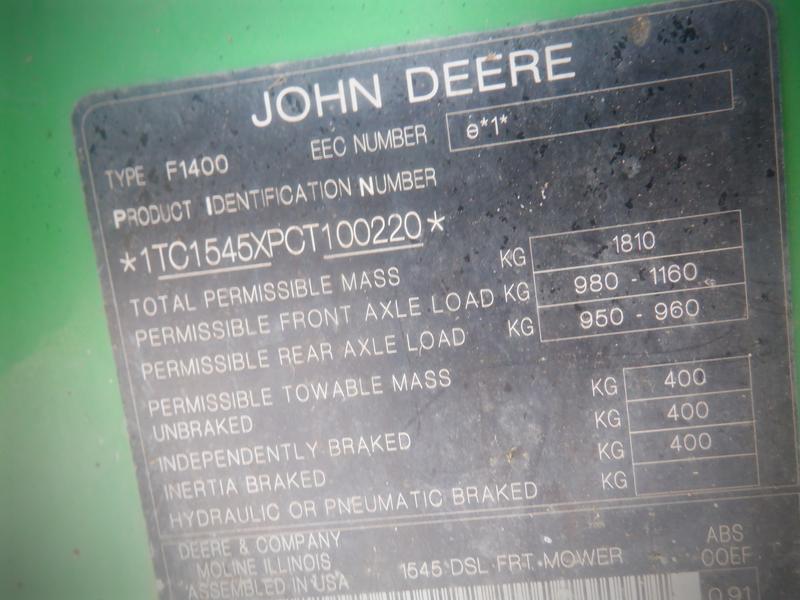 JOHN DEERE
EEC NUMBER e*1*
TYPE F1400
PRODUCT IDENTIFICATION NUMBER
*1TC1545XPCT100220*
TOTAL PERMISSIBLE MASS KG 1810
PERMISSIBLE FRONT AXLE LOAD KG 980 - 1160
PERMISSIBLE REAR AXLE LOAD KG 950 - 960
PERMISSIBLE TOWABLE MASS
UNBRAKED KG 400
INDEPENDENTLY BRAKED KG 400
INERTIA BRAKED KG 400
HYDRAULIC OR PNEUMATIC BRAKED KG -
DEERE & COMPANY
MOLINE ILLINOIS
ASSEMBLED IN USA
1545 DSL FRT MOWER
ABS
OOEF
0.91